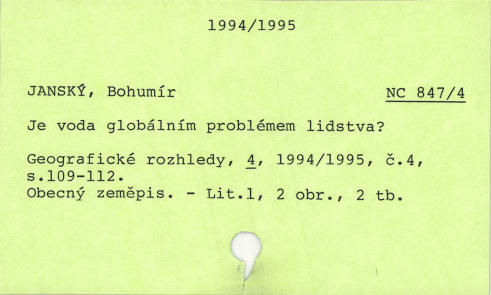 1994/1995
JANSKÝ, Bohumír NC 847/4
Je voda globálním problémem lidstva?
Geografické rozhledy, 4, 1994/1995, č.4,
s.109-112.
Obecný zeměpis. - Lit.1, 2 obr., 2 tb.